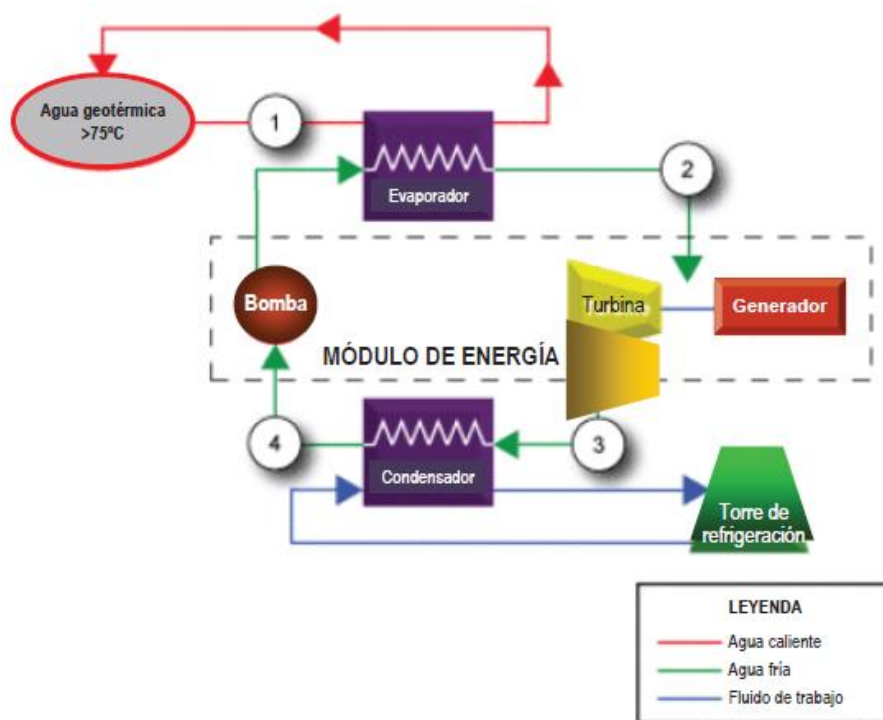 Agua geotérmica
>75ºC
1
Evaporador
2
Bomba
Turbina
Generador
MÓDULO DE ENERGÍA
4
Condensador
3
Torre de
refrigeración
LEYENDA
Agua caliente
Agua fría
Fluido de trabajo